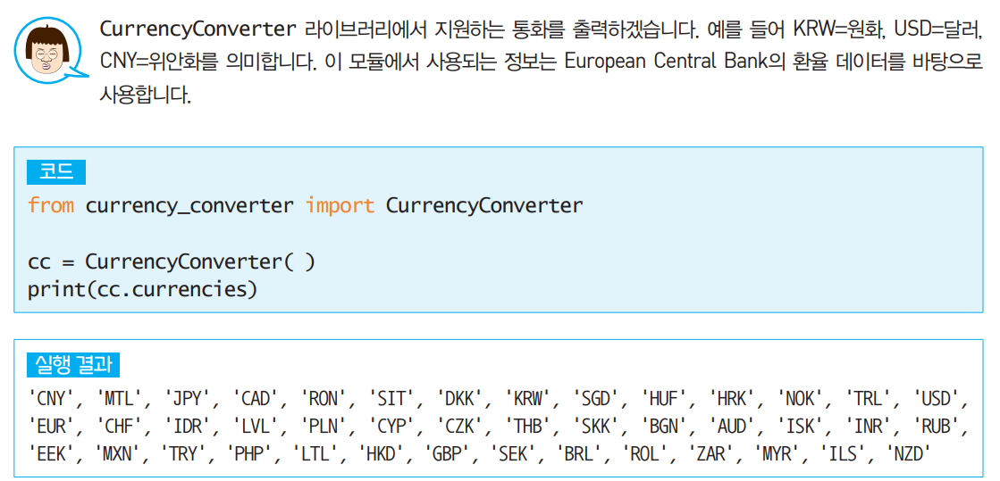 CurrencyConverter 라이브러리에서 지원하는 통화를 출력하겠습니다. 예를 들어 KRW=원화, USD=달러,
CNY=위안화를 의미합니다. 이 모듈에서 사용되는 정보는 European Central Bank의 환율 데이터를 바탕으로
사용합니다.
코드
from currency_converter import CurrencyConverter
cc = CurrencyConverter( )
print(cc.currencies)
실행 결과
'CNY', 'MTL', 'JPY', 'CAD', 'RON', 'SIT', 'DKK', 'KRW', 'SGD', 'HUF', 'HRK', 'NOK', 'TRL', 'USD',
'EUR', 'CHF', 'IDR', 'LVL', 'PLN', 'CYP', 'CZK', 'THB', 'SKK', 'BGN', 'AUD', 'ISK', 'INR', 'RUB',
'EEK', 'MXN', 'TRY', 'PHP', 'LTL', 'HKD', 'GBP', 'SEK', 'BRL', 'ROL', 'ZAR', 'MYR', 'ILS', 'NZD'